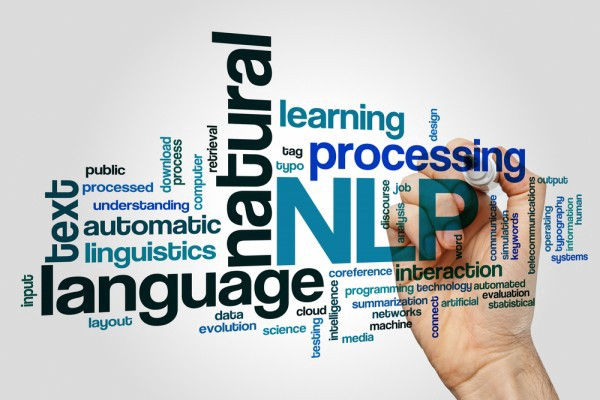 natural
learning
design
download
process
retrieval
tag
processing
public
computer
typo
processed
text
understanding
discourse
job
NLP
automatic
analysis
linguistics
word
communicate
simulation
keywords
telecommunications
output
operating
typography
information
human
systems
input
language
coreference
interaction
layout
data
cloud
intelligence
programming
technology
automated
evolution
summarization
connect
artificial
evaluation
science
testing
networks
statistical
machine
media